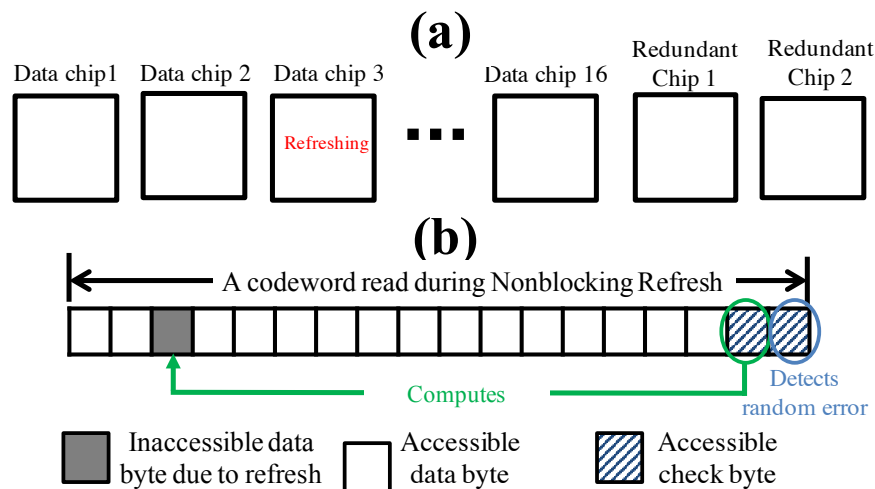 (a)
Data chip1
Data chip 2
Data chip 3
Data chip 16
Redundant
Chip 1
Redundant
Chip 2
Refreshing
...
(b)
A codeword read during Nonblocking Refresh
Computes
Detects
random error
Inaccessible data
byte due to refresh
Accessible
data byte
Accessible
check byte